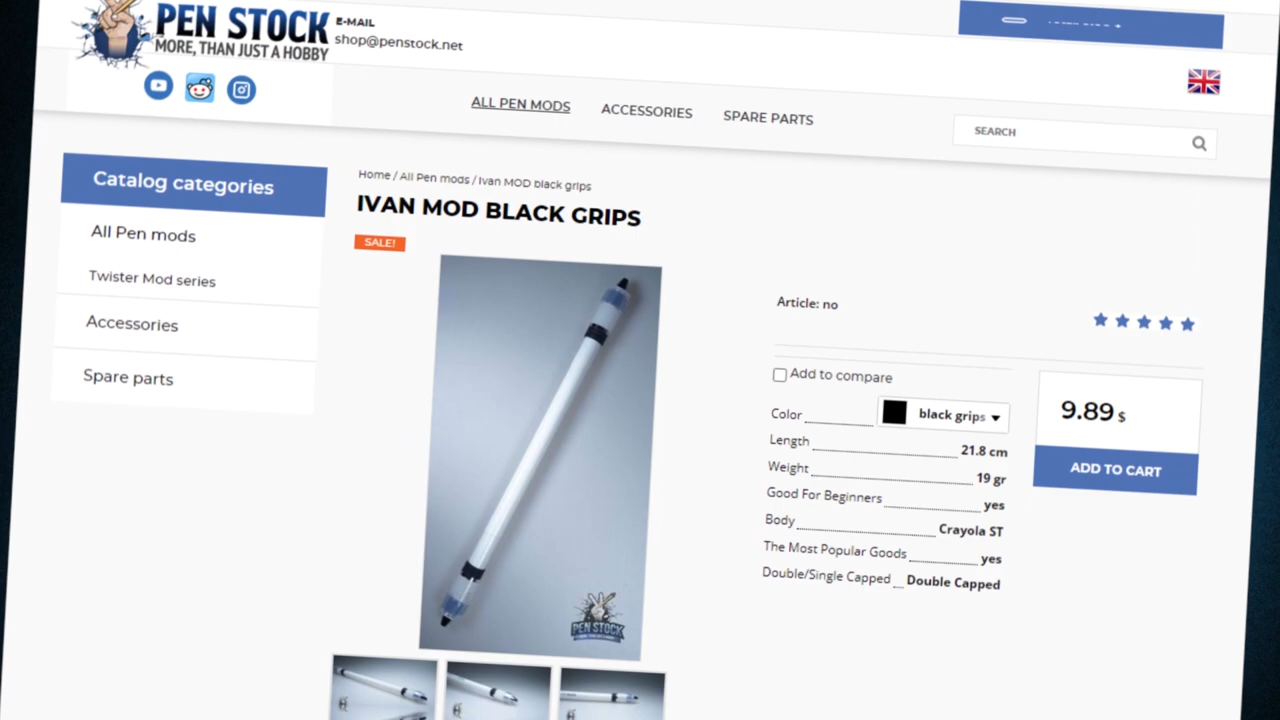 PEN STOCK
MORE, THAN JUST A HOBBY
E-MAIL
shop@penstock.net
ALL PEN MODS
ACCESSORIES
SPARE PARTS
SEARCH
Catalog categories
All Pen mods
Twister Mod series
Accessories
Spare parts
Home / All Pen mods / Ivan MOD black grips
IVAN MOD BLACK GRIPS
SALE!
PEN STOCK
Article: no
Add to compare
Color black grips
Length 21.8 cm
Weight 19 gr
Good For Beginners yes
Body Crayola ST
The Most Popular Goods yes
Double/Single Capped Double Capped
9.89 $
ADD TO CART